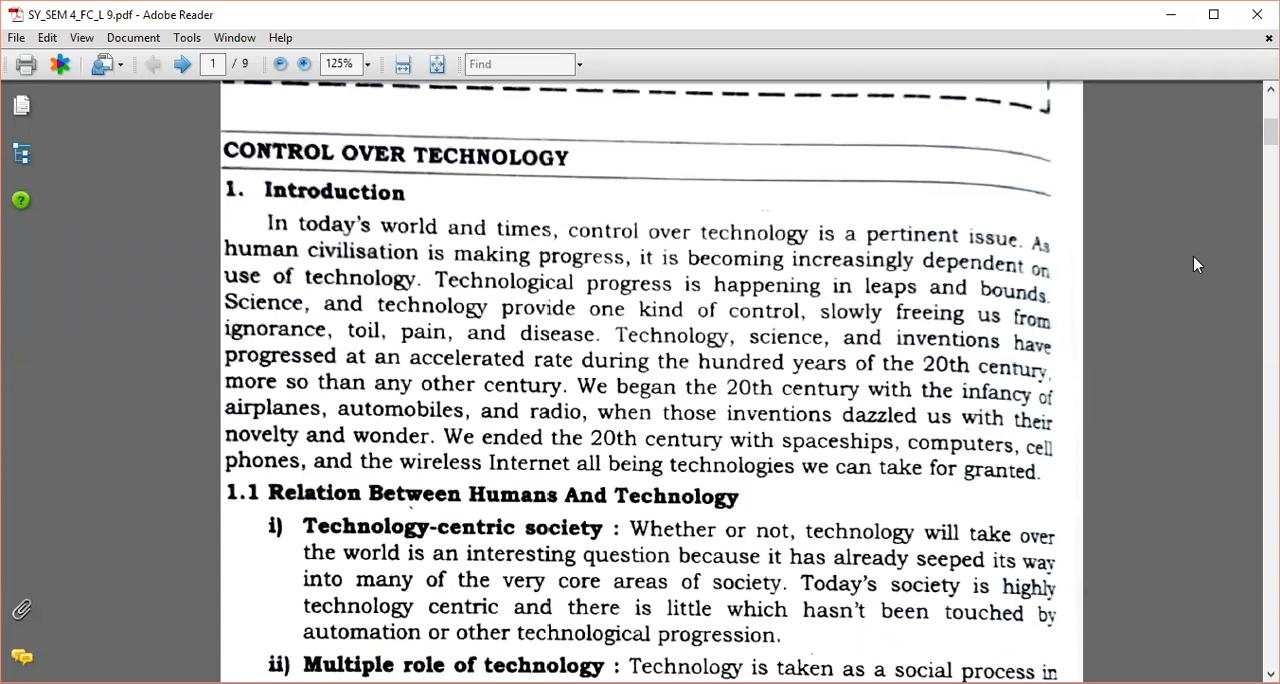 SY_SEM 4_FC_L 9.pdf - Adobe Reader
File Edit View Document Tools Window Help
1 / 9 125% Find
CONTROL OVER TECHNOLOGY
1. Introduction
In today's world and times, control over technology is a pertinent issue. As
human civilisation is making progress, it is becoming increasingly dependent on
use of technology. Technological progress is happening in leaps and bounds.
Science, and technology provide one kind of control, slowly freeing us from
ignorance, toil, pain, and disease. Technology, science, and inventions have
progressed at an accelerated rate during the hundred years of the 20th century,
more so than any other century. We began the 20th century with the infancy of
airplanes, automobiles, and radio, when those inventions dazzled us with their
novelty and wonder. We ended the 20th century with spaceships, computers, cell
phones, and the wireless Internet all being technologies we can take for granted.
1.1 Relation Between Humans And Technology
i) Technology-centric society : Whether or not, technology will take over
the world is an interesting question because it has already seeped its way
into many of the very core areas of society. Today's society is highly
technology centric and there is little which hasn't been touched by
automation or other technological progression.
ii) Multiple role of technology : Technology is taken as a social process in